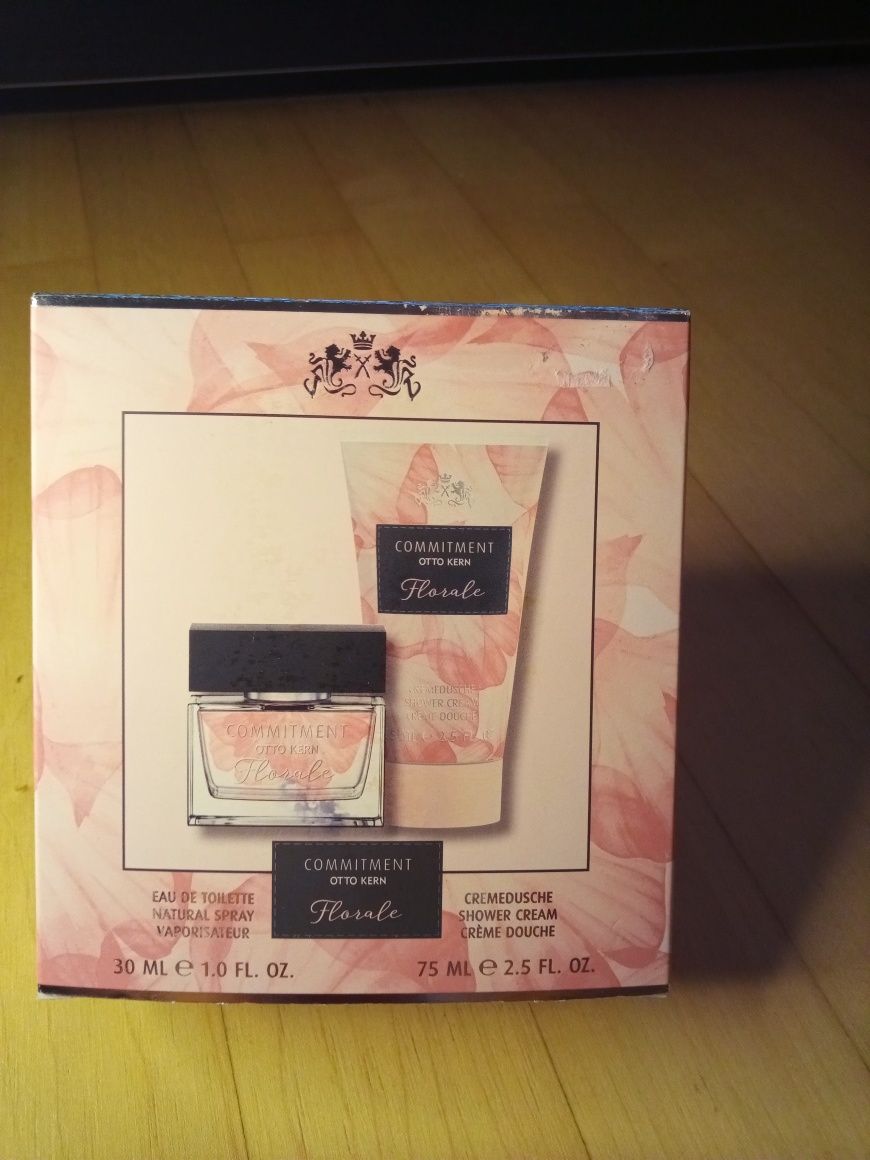 COMMITMENT
OTTO KERN
Florale
CREMEDUSCHE
SHOWER CREAM
CRÈME DOUCHE
COMMITMENT
OTTO KERN
Florale
COMMITMENT
OTTO KERN
Florale
EAU DE TOILETTE
NATURAL SPRAY
VAPORISATEUR
30 ML ℮ 1.0 FL. OZ.
CREMEDUSCHE
SHOWER CREAM
CRÈME DOUCHE
75 ML ℮ 2.5 FL. OZ.